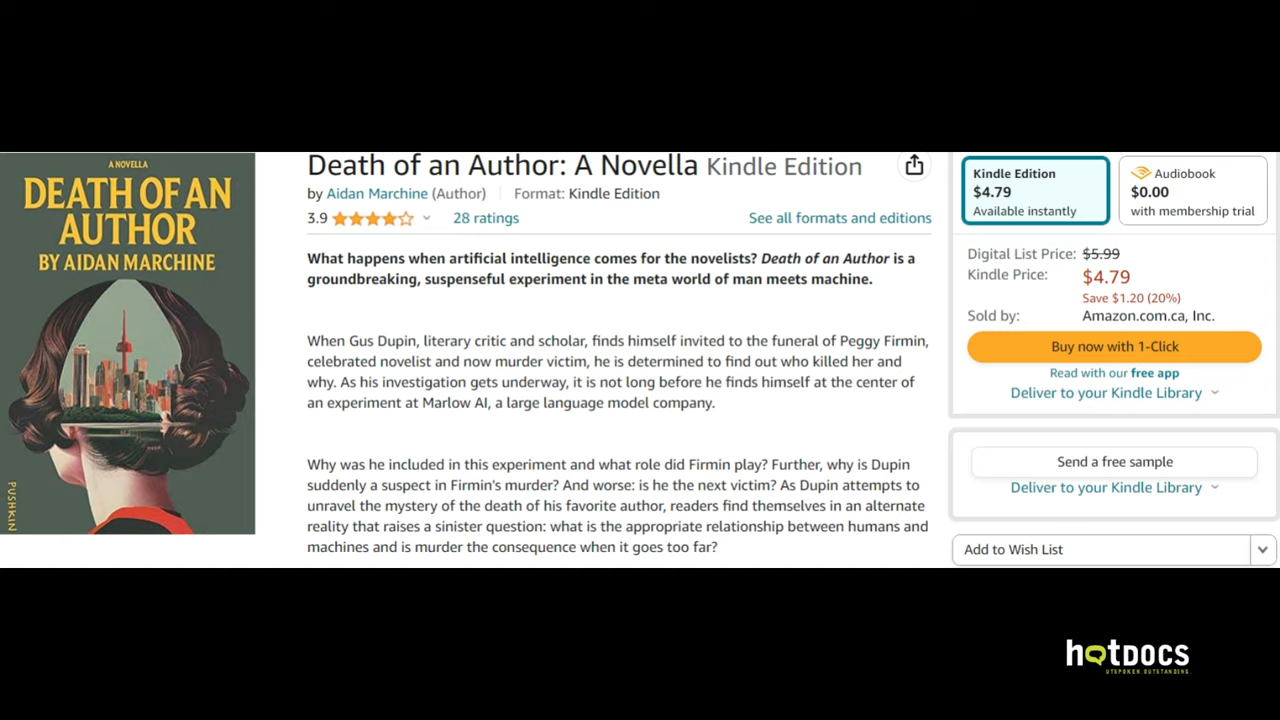 A NOVELLA
DEATH OF AN
AUTHOR
BY AIDAN MARCHINE
PUSHKIN
Death of an Author: A Novella Kindle Edition
by Aidan Marchine (Author) Format: Kindle Edition
3.9 28 ratings See all formats and editions
What happens when artificial intelligence comes for the novelists? Death of an Author is a
groundbreaking, suspenseful experiment in the meta world of man meets machine.
When Gus Dupin, literary critic and scholar, finds himself invited to the funeral of Peggy Firmin,
celebrated novelist and now murder victim, he is determined to find out who killed her and
why. As his investigation gets underway, it is not long before he finds himself at the center of
an experiment at Marlow AI, a large language model company.
Why was he included in this experiment and what role did Firmin play? Further, why is Dupin
suddenly a suspect in Firmin's murder? And worse: is he the next victim? As Dupin attempts to
unravel the mystery of the death of his favorite author, readers find themselves in an alternate
reality that raises a sinister question: what is the appropriate relationship between humans and
machines and is murder the consequence when it goes too far?
Kindle Edition
$4.79
Available instantly
Audiobook
$0.00
with membership trial
Digital List Price: $5.99
Kindle Price: $4.79
Save $1.20 (20%)
Sold by: Amazon.com.ca, Inc.
Buy now with 1-Click
Read with our free app
Deliver to your Kindle Library
Send a free sample
Deliver to your Kindle Library
Add to Wish List
hotDOCS
UTSPOKEN OUTSTANDING.